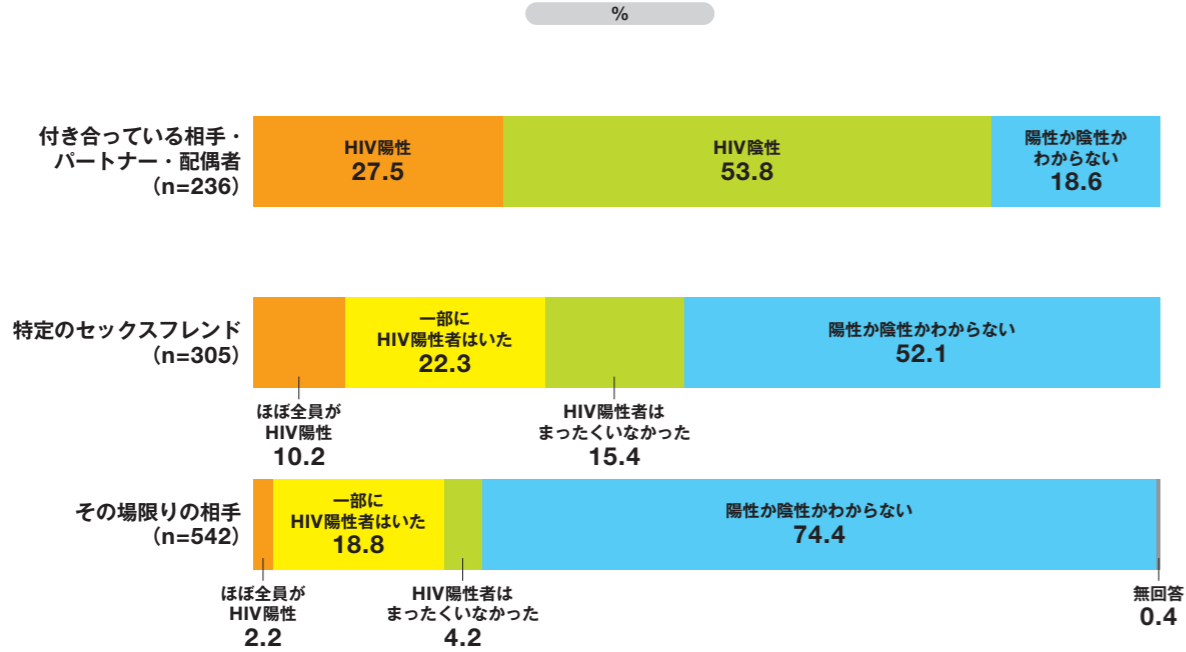 %
付き合っている相手・
パートナー・配偶者
(n=236)
HIV陽性
27.5
HIV陰性
53.8
陽性か陰性か
わからない
18.6
特定のセックスフレンド
(n=305)
一部に
HIV陽性者はいた
22.3
陽性か陰性かわからない
52.1
ほぼ全員が
HIV陽性
10.2
HIV陽性者は
まったくいなかった
15.4
その場限りの相手
(n=542)
一部に
HIV陽性者はいた
18.8
陽性か陰性かわからない
74.4
ほぼ全員が
HIV陽性
2.2
HIV陽性者は
まったくいなかった
4.2
無回答
0.4